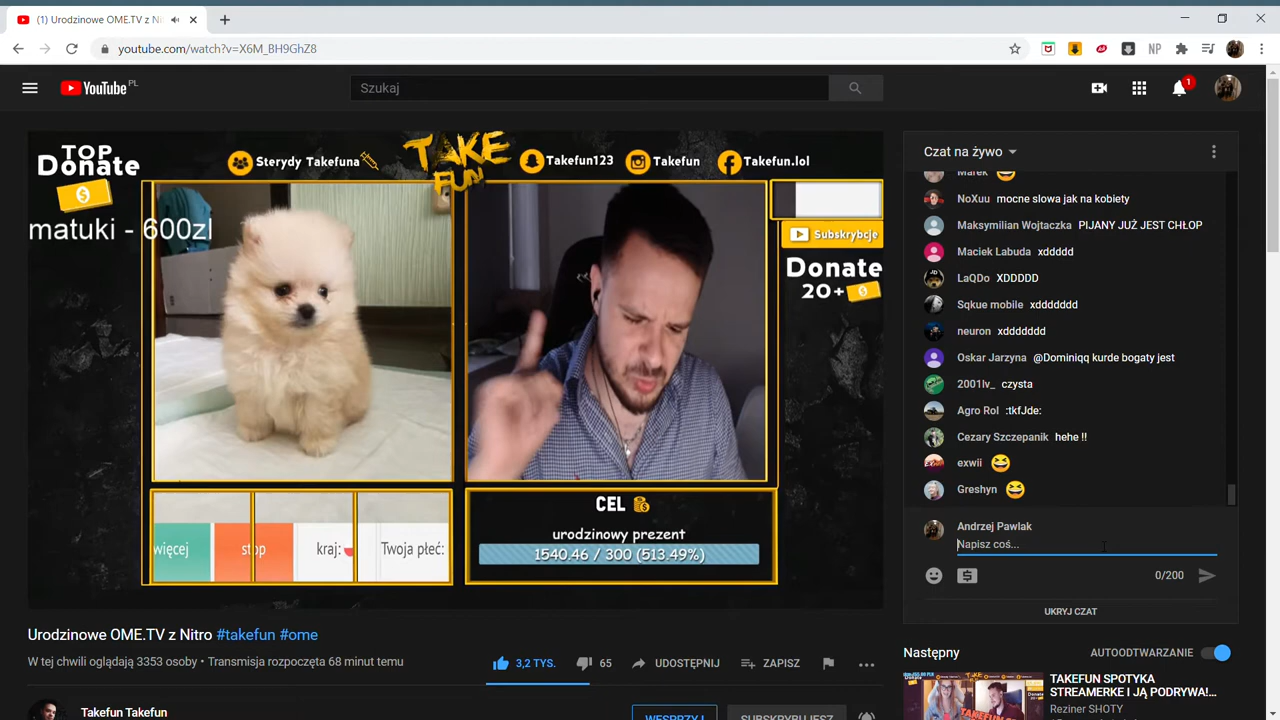 (1) Urodzinowe OME.TV z Ni
youtube.com/watch?v=X6M_BH9GhZ8
NP
YouTube PL
Szukaj
1
TOP
Donate
matuki - 600zl
Sterydy Takefuna
TAKE
FUN
Takefun123
Takefun
Takefun.lol
Subskrybcje
Donate
20+
więcej
stop
kraj:
Twoja płeć:
CEL
urodzinowy prezent
1540.46 / 300 (513.49%)
Urodzinowe OME.TV z Nitro #takefun #ome
W tej chwili oglądają 3353 osoby • Transmisja rozpoczęta 68 minut temu
3,2 TYS.
65
UDOSTĘPNIJ
ZAPISZ
Takefun Takefun
WESPRZYJ
SUBSKRYBUJESZ
Czat na żywo
Marek
NoXuu mocne slowa jak na kobiety
Maksymilian Wojtaczka PIJANY JUŻ JEST CHŁOP
Maciek Labuda xddddd
LaQDo XDDDDD
Sqkue mobile xddddddd
neuron xddddddd
Oskar Jarzyna @Dominiqq kurde bogaty jest
2001lv_ czysta
Agro Rol :tkfJde:
Cezary Szczepanik hehe !!
exwii
Greshyn
Andrzej Pawlak
Napisz coś...
0/200
UKRYJ CZAT
Następny
AUTOODTWARZANIE
TAKEFUN SPOTYKA
STREAMERKE I JĄ PODRYWA!...
Reziner SHOTY